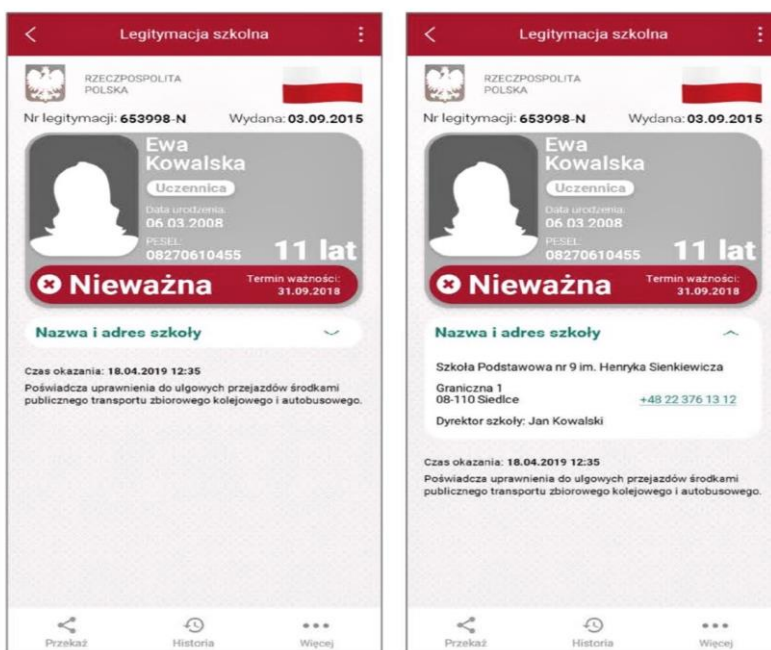 Legitymacja szkolna
RZECZPOSPOLITA
POLSKA
Nr legitymacji: 653998-N Wydana: 03.09.2015
Ewa
Kowalska
Uczennica
Data urodzenia:
06.03.2008
PESEL:
08270610455
11 lat
Nieważna
Termin ważności:
31.09.2018
Nazwa i adres szkoły
Czas okazania: 18.04.2019 12:35
Poświadcza uprawnienia do ulgowych przejazdów środkami
publicznego transportu zbiorowego kolejowego i autobusowego.
Przekaż Historia Więcej
Legitymacja szkolna
RZECZPOSPOLITA
POLSKA
Nr legitymacji: 653998-N Wydana: 03.09.2015
Ewa
Kowalska
Uczennica
Data urodzenia:
06.03.2008
PESEL:
08270610455
11 lat
Nieważna
Termin ważności:
31.09.2018
Nazwa i adres szkoły
Szkoła Podstawowa nr 9 im. Henryka Sienkiewicza
Graniczna 1
08-110 Siedlce +48 22 376 13 12
Dyrektor szkoły: Jan Kowalski
Czas okazania: 18.04.2019 12:35
Poświadcza uprawnienia do ulgowych przejazdów środkami
publicznego transportu zbiorowego kolejowego i autobusowego.
Przekaż Historia Więcej